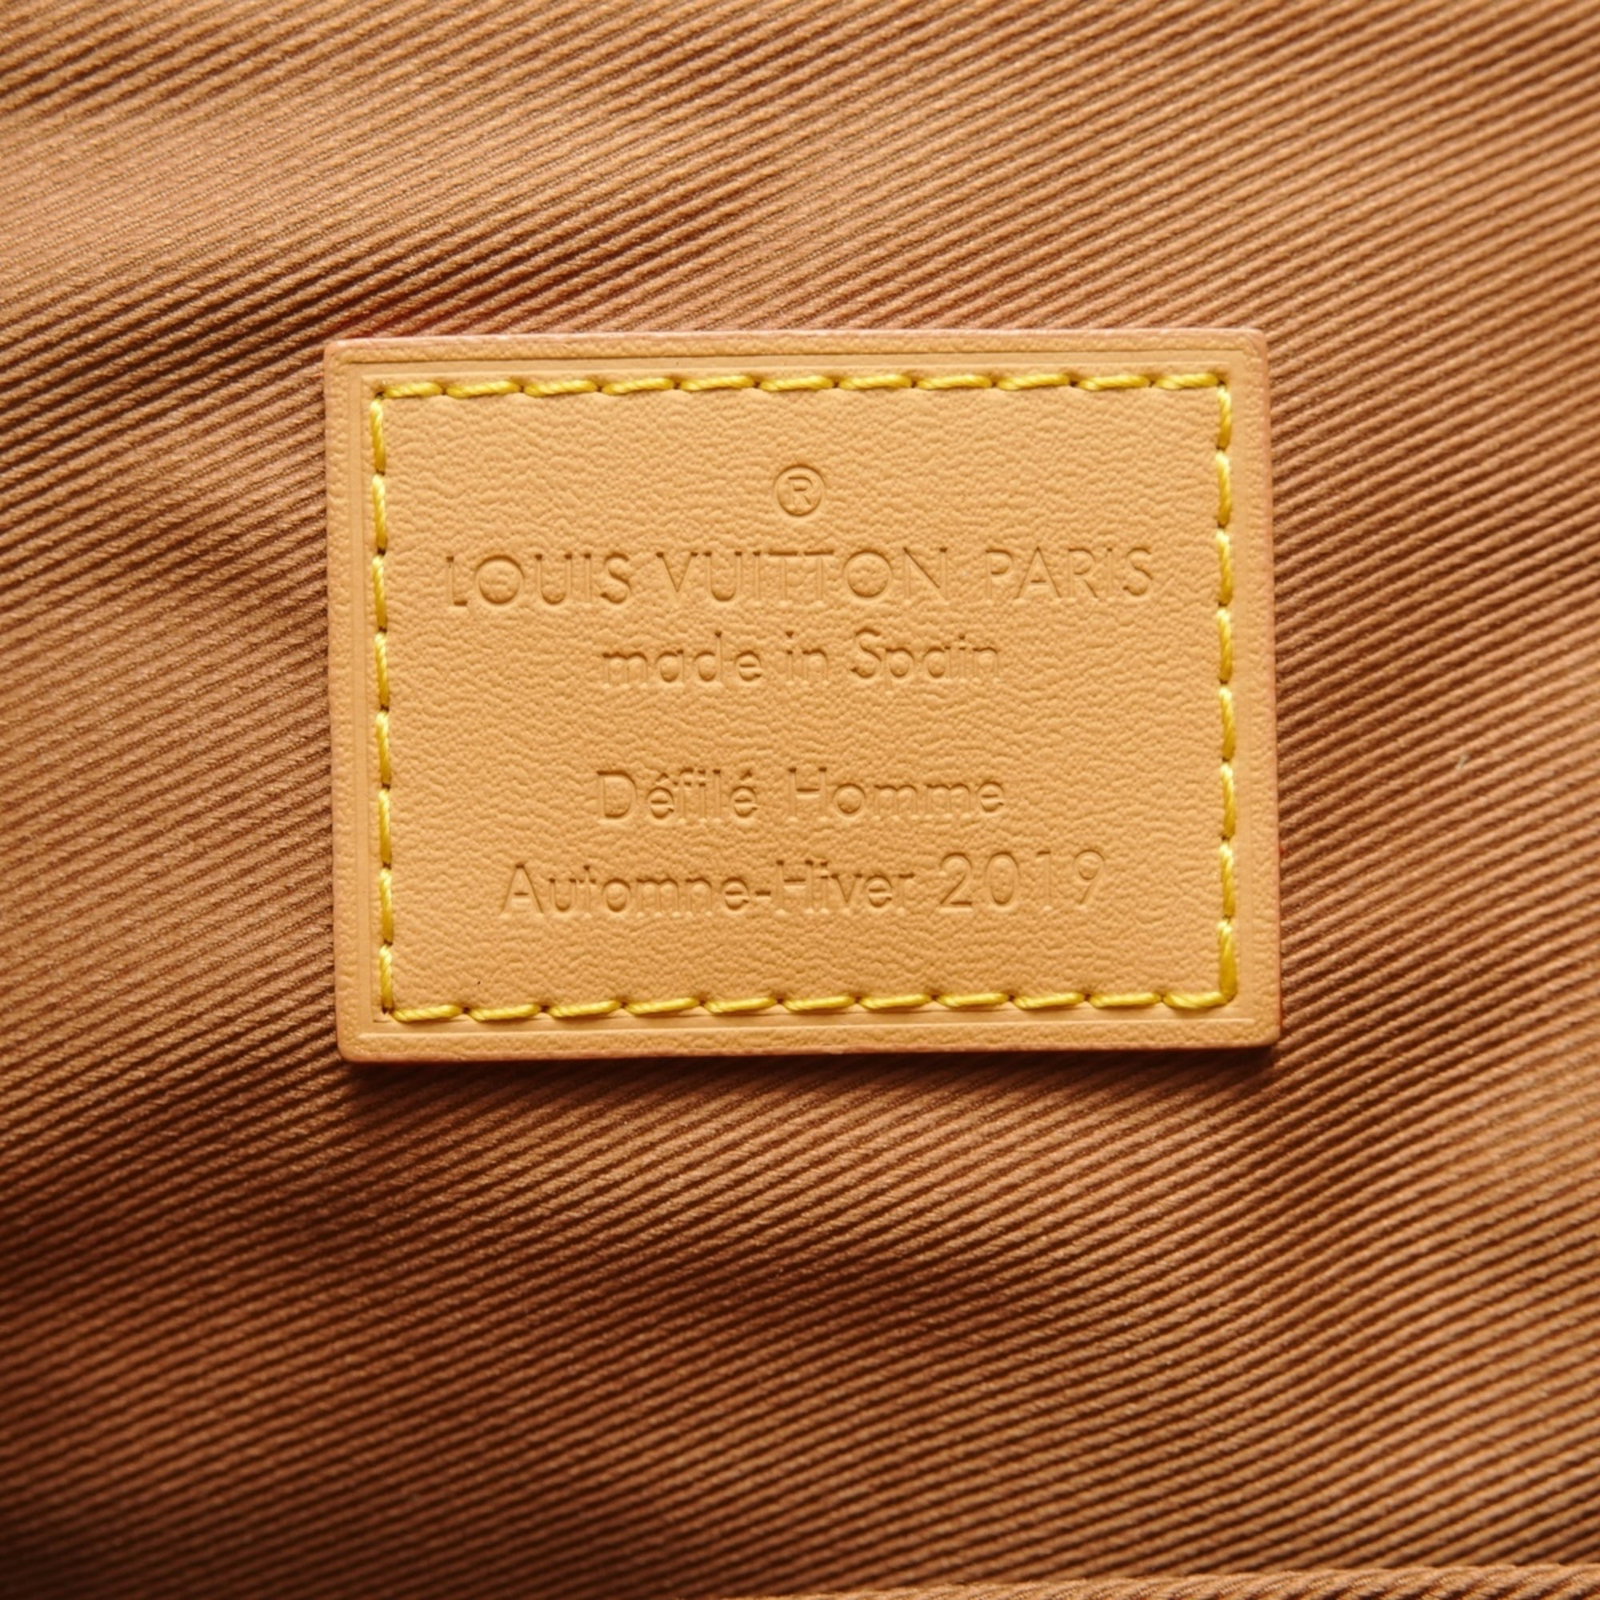 ®
LOUIS VUITTON PARIS
made in Spain
Défilé Homme
Automne-Hiver 2019